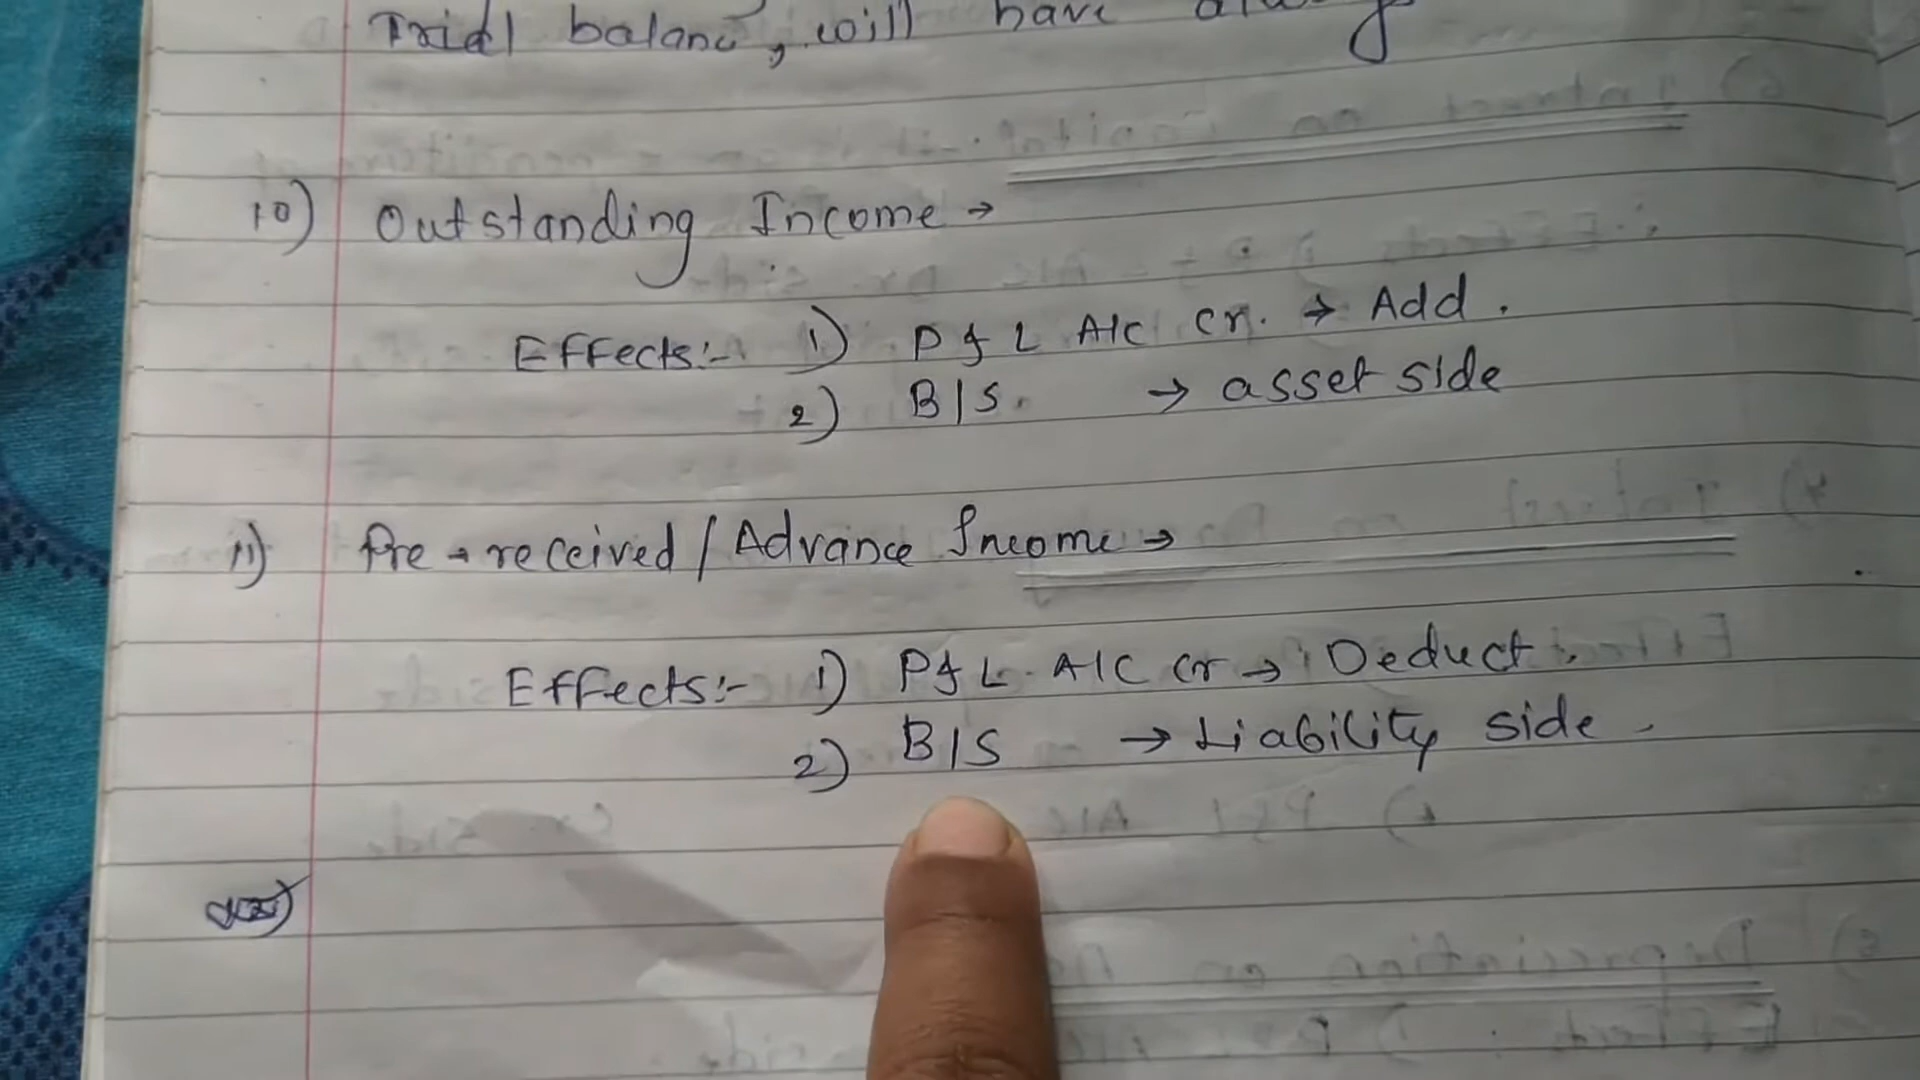 Trial balanc, will have
10) Outstanding Income →
Effects:- 1) P & L A/C Cr. → Add.
2) B/S. → asset side
11) Pre-received / Advance Income →
Effects:- 1) P & L A/C Cr → Deduct.
2) B/S → Liability side.